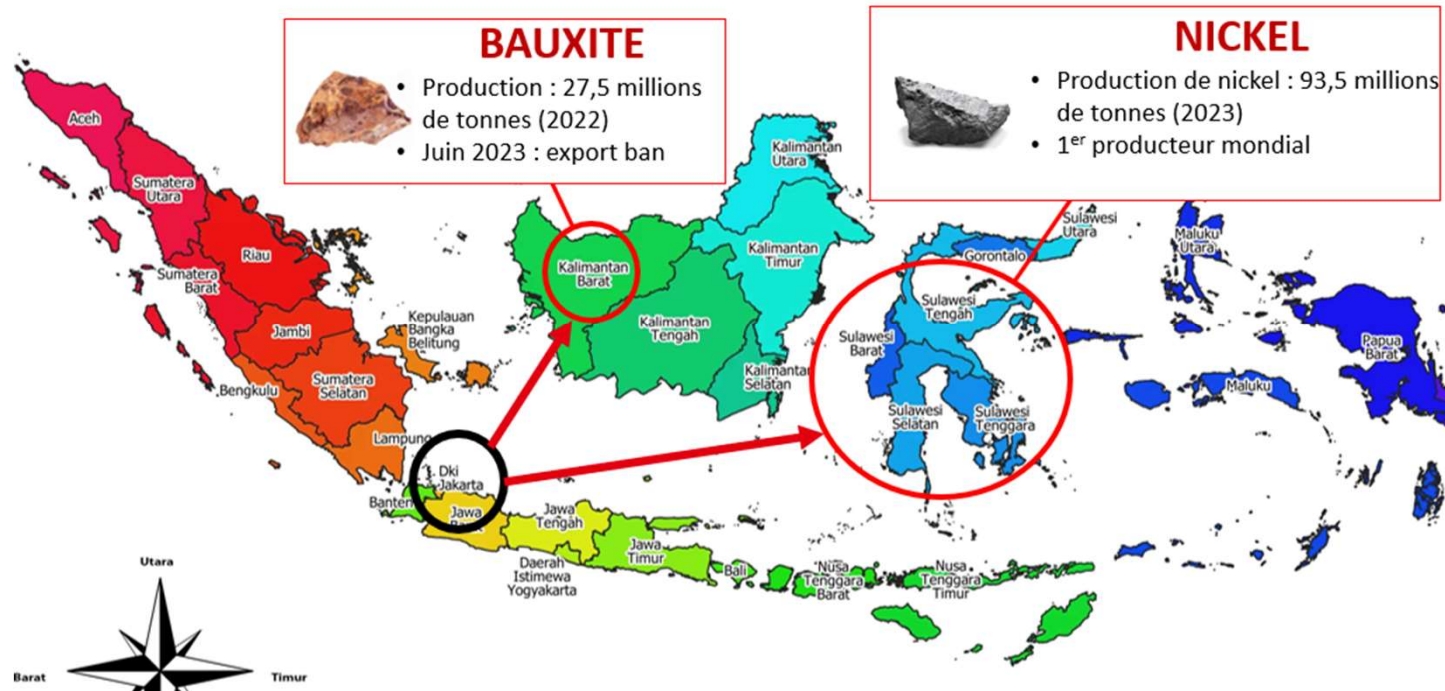 BAUXITE
• Production : 27,5 millions
de tonnes (2022)
• Juin 2023 : export ban
NICKEL
• Production de nickel : 93,5 millions
de tonnes (2023)
• 1er producteur mondial
Aceh
Sumatera
Utara
Riau
Sumatera
Barat
Jambi
Kepulauan
Bangka
Belitung
Bengkulu
Sumatera
Selatan
Lampung
Dki
Jakarta
Banten
Jawa
Jawa
Tengah
Daerah
Istimewa
Yogyakarta
Jawa
Timur
Bali
Nusa
Tenggara
Barat
Nusa
Tenggara
Timur
Kalimantan
Utara
Kalimantan
Barat
Kalimantan
Timur
Kalimantan
Tengah
Kalimantan
Selatan
Sulawesi
Utara
Gorontalo
Sulawesi
Tengah
Sulawesi
Barat
Sulawesi
Selatan
Sulawesi
Tenggara
Maluku
Utara
Maluku
Papua
Barat
Utara
Barat
Timur